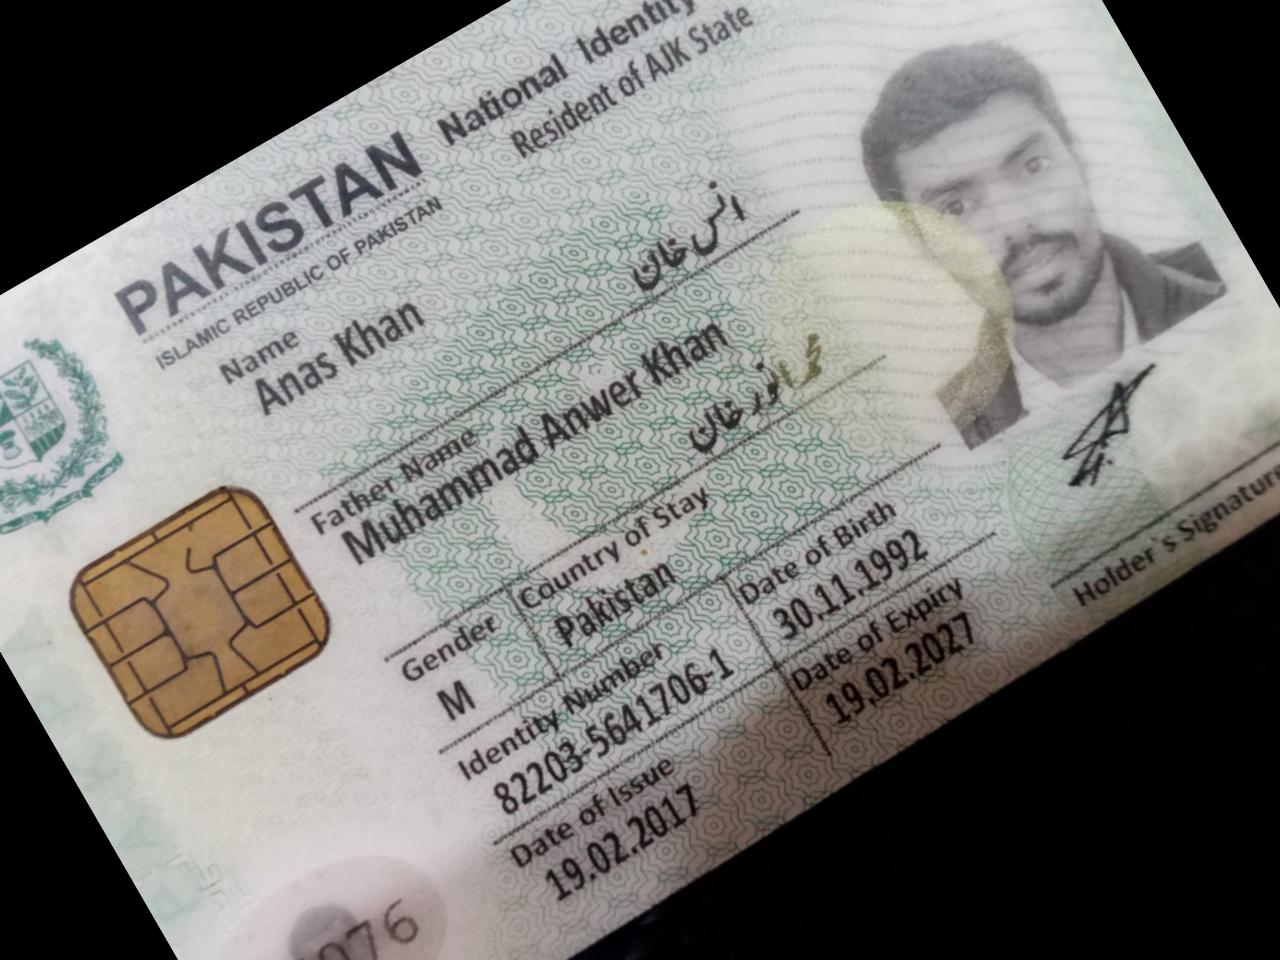 PAKISTAN National Identity
ISLAMIC REPUBLIC OF PAKISTAN Resident of AJK State
Name
Anas Khan
انس خان
Father Name
Muhammad Anwer Khan
محمد انور خان
Gender Country of Stay
M Pakistan
Identity Number Date of Birth
82203-5641706-1 30.11.1992
Date of Issue Date of Expiry
19.02.2017 19.02.2027
Holder's Signature
076